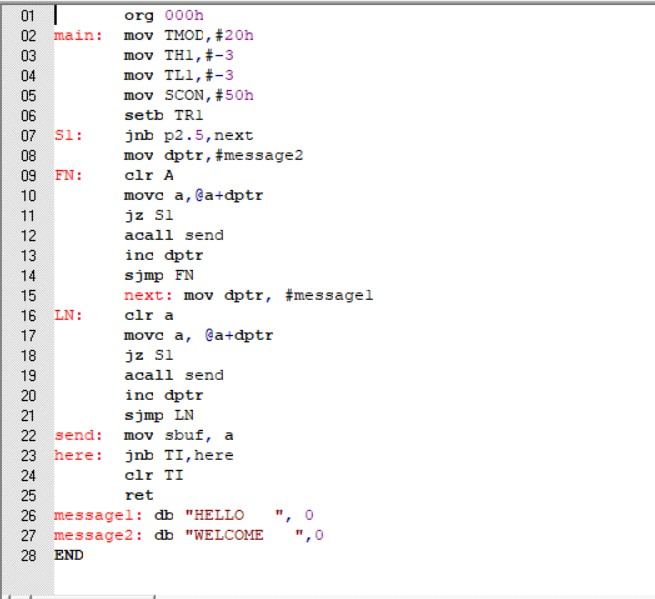 01 org 000h
02 main: mov TMOD,#20h
03 mov TH1,#-3
04 mov TL1,#-3
05 mov SCON,#50h
06 setb TR1
07 S1: jnb p2.5,next
08 mov dptr,#message2
09 FN: clr A
10 movc a,@a+dptr
11 jz S1
12 acall send
13 inc dptr
14 sjmp FN
15 next: mov dptr, #message1
16 LN: clr a
17 movc a, @a+dptr
18 jz S1
19 acall send
20 inc dptr
21 sjmp LN
22 send: mov sbuf, a
23 here: jnb TI,here
24 clr TI
25 ret
26 message1: db "HELLO   ", 0
27 message2: db "WELCOME   ",0
28 END